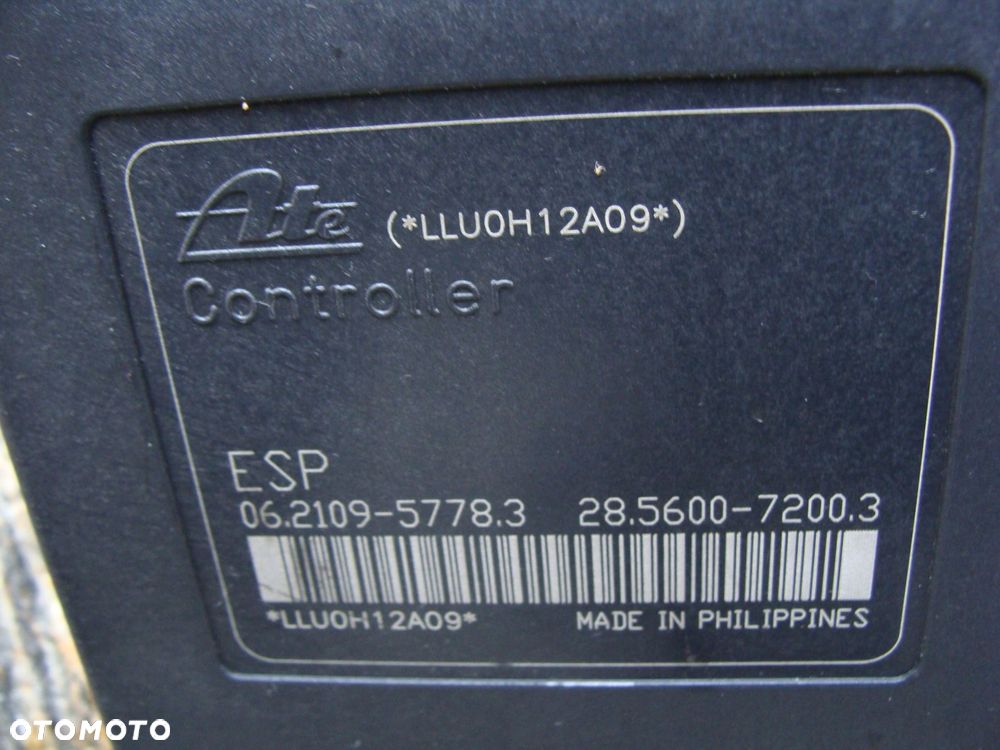 Ate (*LLU0H12A09*)
Controller
ESP
06.2109-5778.3 28.5600-7200.3
*LLU0H12A09* MADE IN PHILIPPINES
OTOMOTO